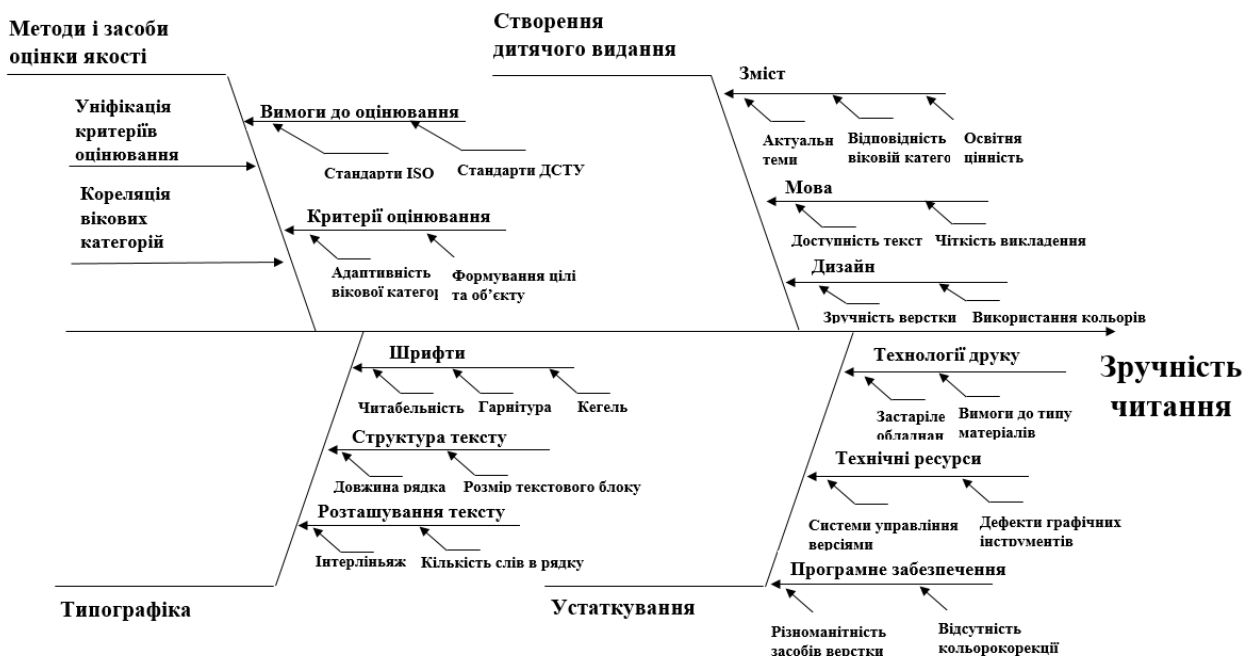 Методи і засоби
оцінки якості
Уніфікація
критеріїв
оцінювання
Кореляція
вікових
категорій
Вимоги до оцінювання
Стандарти ISO
Стандарти ДСТУ
Критерії оцінювання
Адаптивність
вікової категор
Формування цілі
та об’єкту
Створення
дитячого видання
Зміст
Актуальн
теми
Відповідність
віковій катего
Освітня
цінність
Мова
Доступність текст
Чіткість викладення
Дизайн
Зручність верстки
Використання кольорів
Зручність
читання
Шрифти
Читабельність
Гарнітура
Кегель
Структура тексту
Довжина рядка
Розмір текстового блоку
Розташування тексту
Інтерліньяж
Кількість слів в рядку
Типографіка
Технології друку
Застаріле
обладнан
Вимоги до типу
матеріалів
Технічні ресурси
Системи управління
версіями
Дефекти графічних
інструментів
Програмне забезпечення
Різноманітність
засобів верстки
Відсутність
кольорокорекції
Устаткування